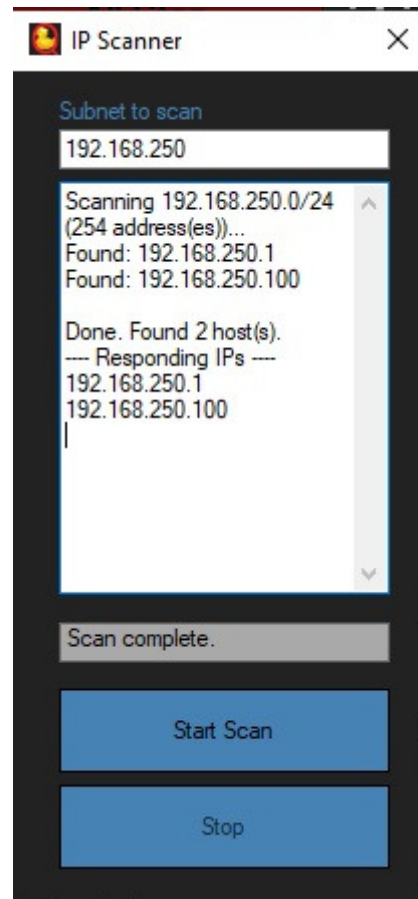 IP Scanner
Subnet to scan
192.168.250
Scanning 192.168.250.0/24
(254 address(es))...
Found: 192.168.250.1
Found: 192.168.250.100
Done. Found 2 host(s).
---- Responding IPs ----
192.168.250.1
192.168.250.100
Scan complete.
Start Scan
Stop